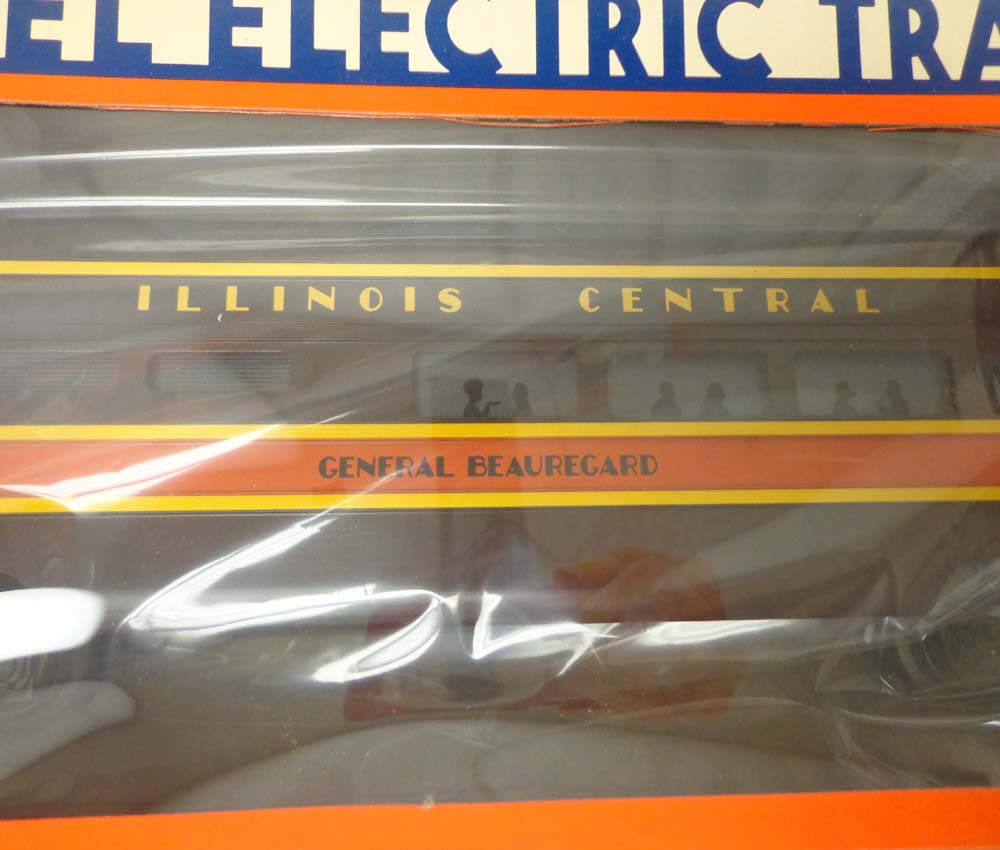 EL ELECTRIC TRA
ILLINOIS CENTRAL
GENERAL BEAUREGARD